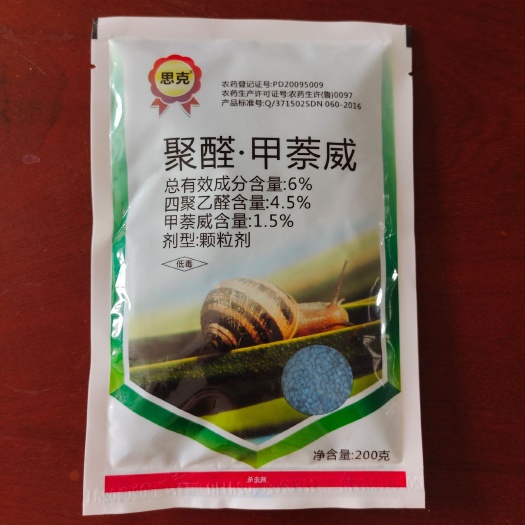 思克
农药登记证号:PD20095009
农药生产许可证号:农药生许(鲁)0097
产品标准号:Q/371502SDN 060-2016
聚醛·甲萘威
总有效成分含量:6%
四聚乙醛含量:4.5%
甲萘威含量:1.5%
剂型:颗粒剂
低毒
净含量:200克
杀虫剂